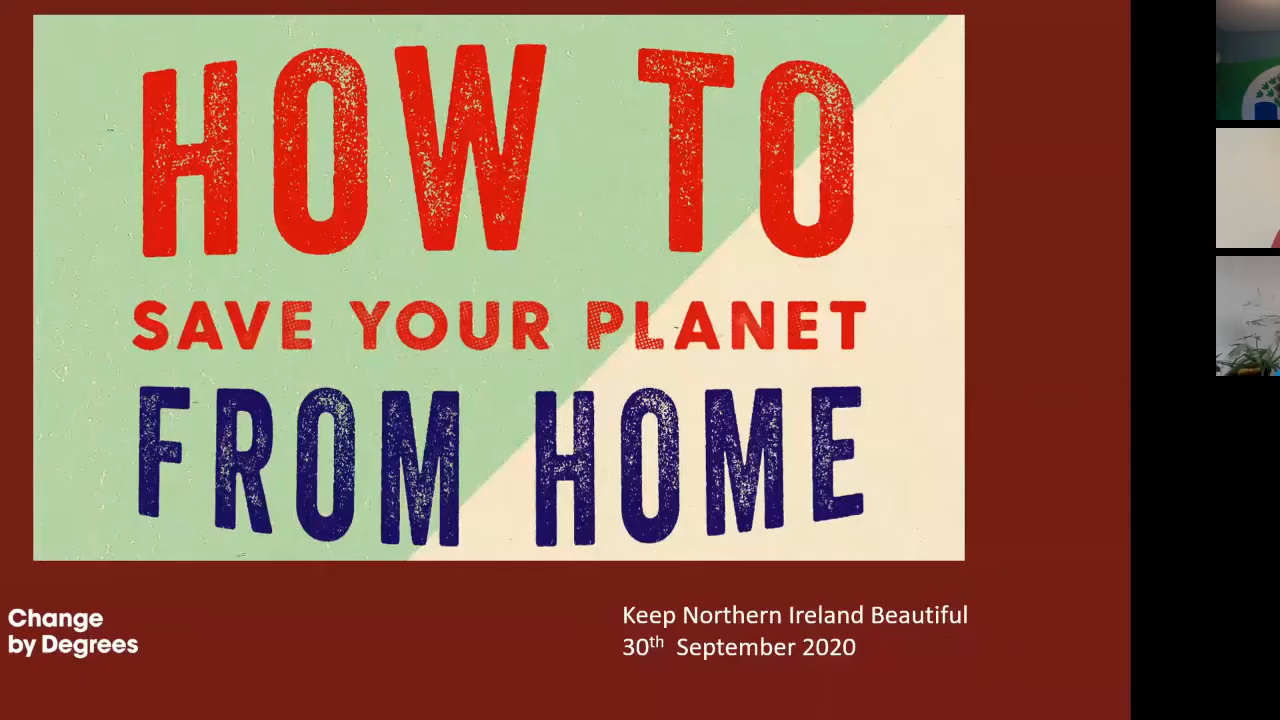 HOW TO
SAVE YOUR PLANET
FROM HOME
Change
by Degrees
Keep Northern Ireland Beautiful
30th September 2020